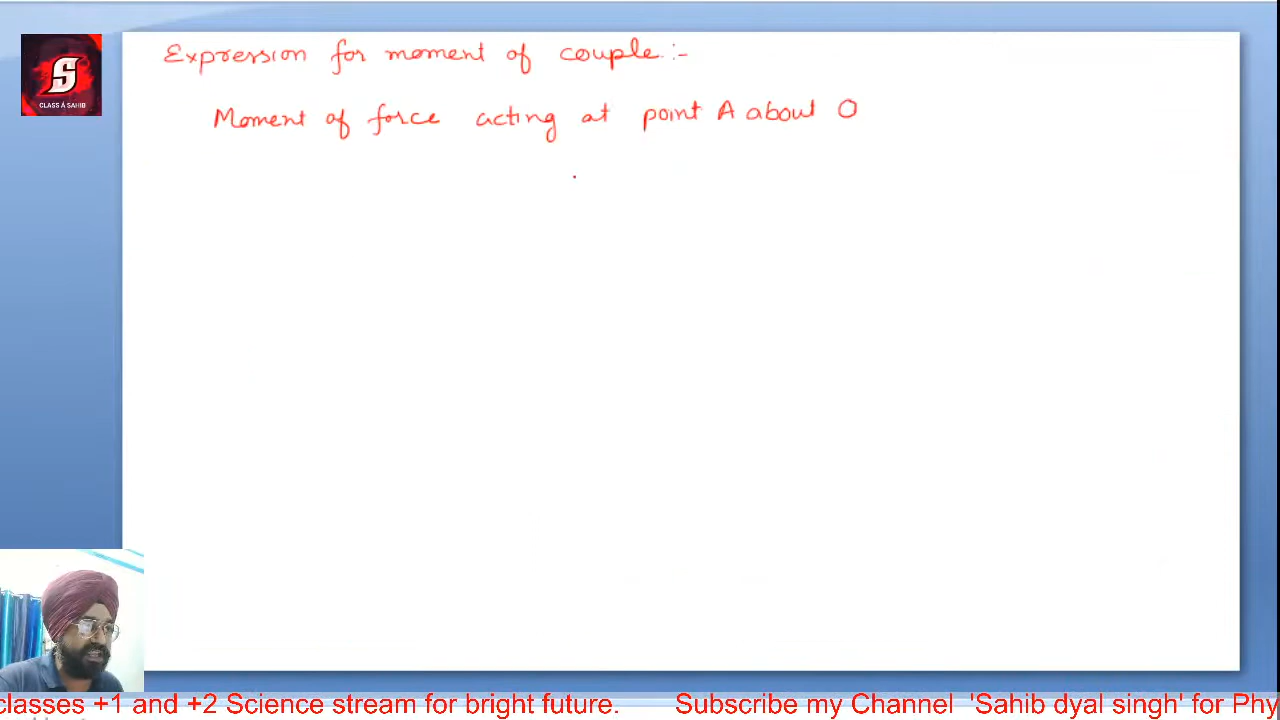 S
CLASS A SAHIB
Expression for moment of couple :-
Moment of force acting at point A about O
classes +1 and +2 Science stream for bright future. Subscribe my Channel 'Sahib dyal singh' for Phy